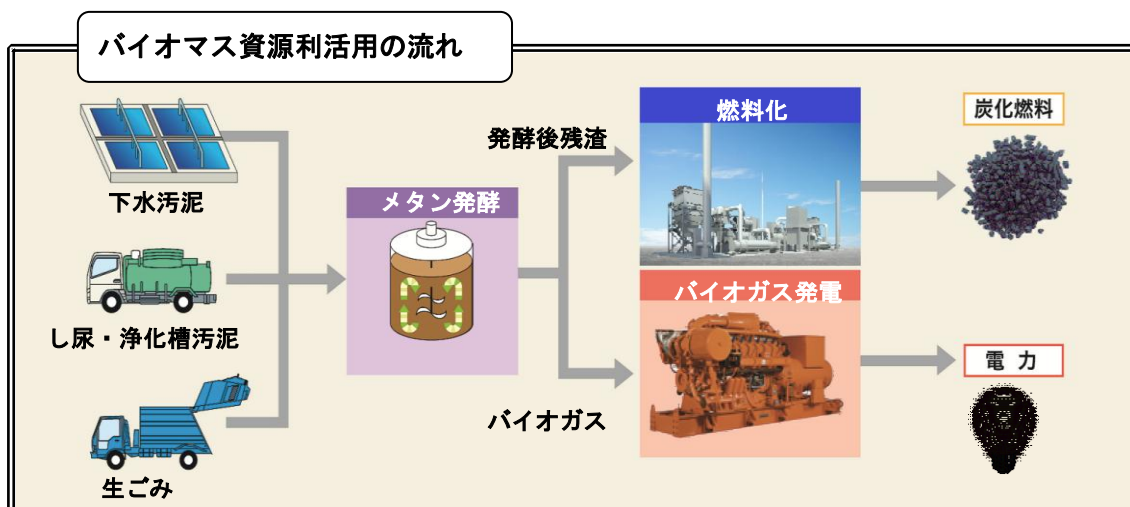 バイオマス資源利活用の流れ
下水汚泥
し尿・浄化槽汚泥
生ごみ
メタン発酵
発酵後残渣
バイオガス
燃料化
バイオガス発電
炭化燃料
電力